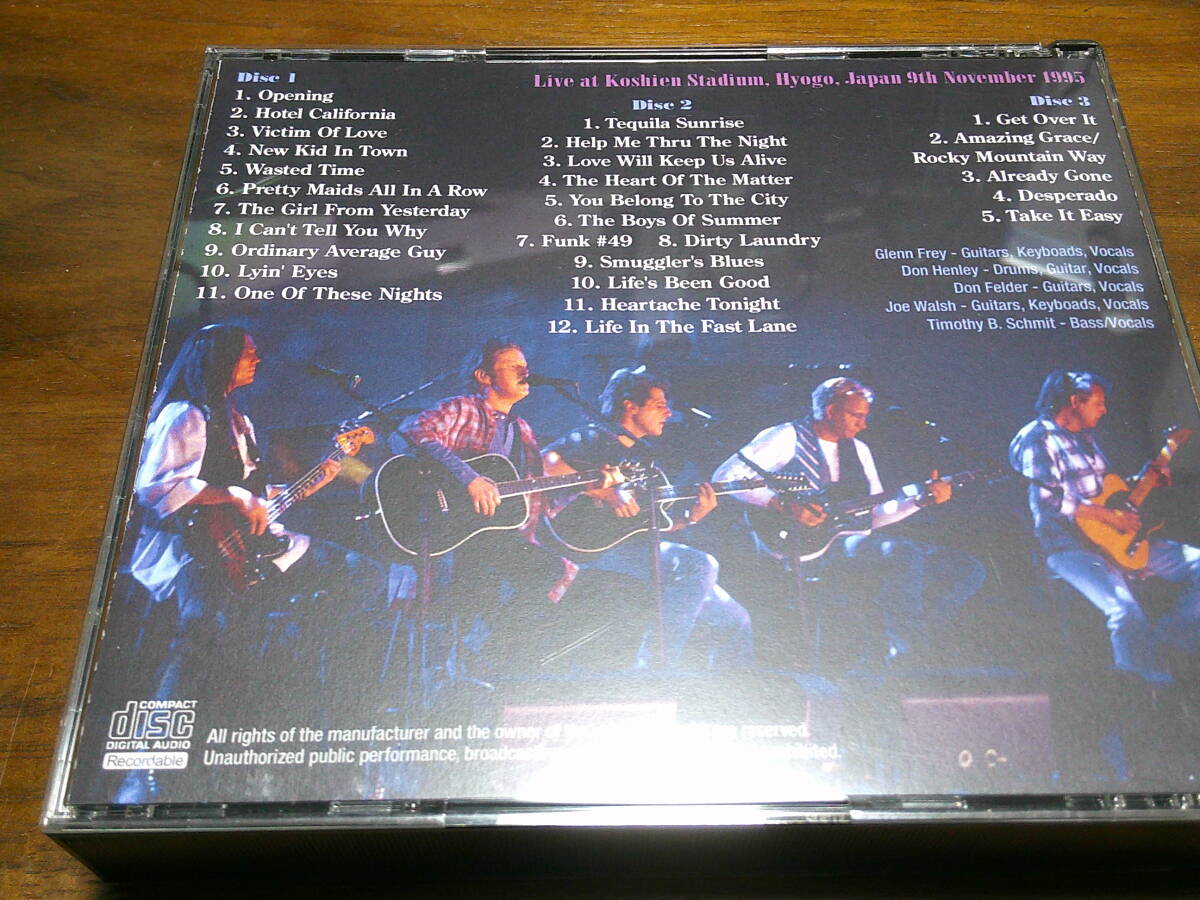 Live at Koshien Stadium, Hyogo, Japan 9th November 1995
Disc 1
1. Opening
2. Hotel California
3. Victim Of Love
4. New Kid In Town
5. Wasted Time
6. Pretty Maids All In A Row
7. The Girl From Yesterday
8. I Can't Tell You Why
9. Ordinary Average Guy
10. Lyin' Eyes
11. One Of These Nights
Disc 2
1. Tequila Sunrise
2. Help Me Thru The Night
3. Love Will Keep Us Alive
4. The Heart Of The Matter
5. You Belong To The City
6. The Boys Of Summer
7. Funk #49 8. Dirty Laundry
9. Smuggler's Blues
10. Life's Been Good
11. Heartache Tonight
12. Life In The Fast Lane
Disc 3
1. Get Over It
2. Amazing Grace/
Rocky Mountain Way
3. Already Gone
4. Desperado
5. Take It Easy
Glenn Frey - Guitars, Keyboads, Vocals
Don Henley - Drums, Guitar, Vocals
Don Felder - Guitars, Vocals
Joe Walsh - Guitars, Keyboads, Vocals
Timothy B. Schmit - Bass/Vocals
COMPACT
disc
DIGITAL AUDIO
Recordable
All rights of the manufacturer and the owner of reserved.
Unauthorized public performance,